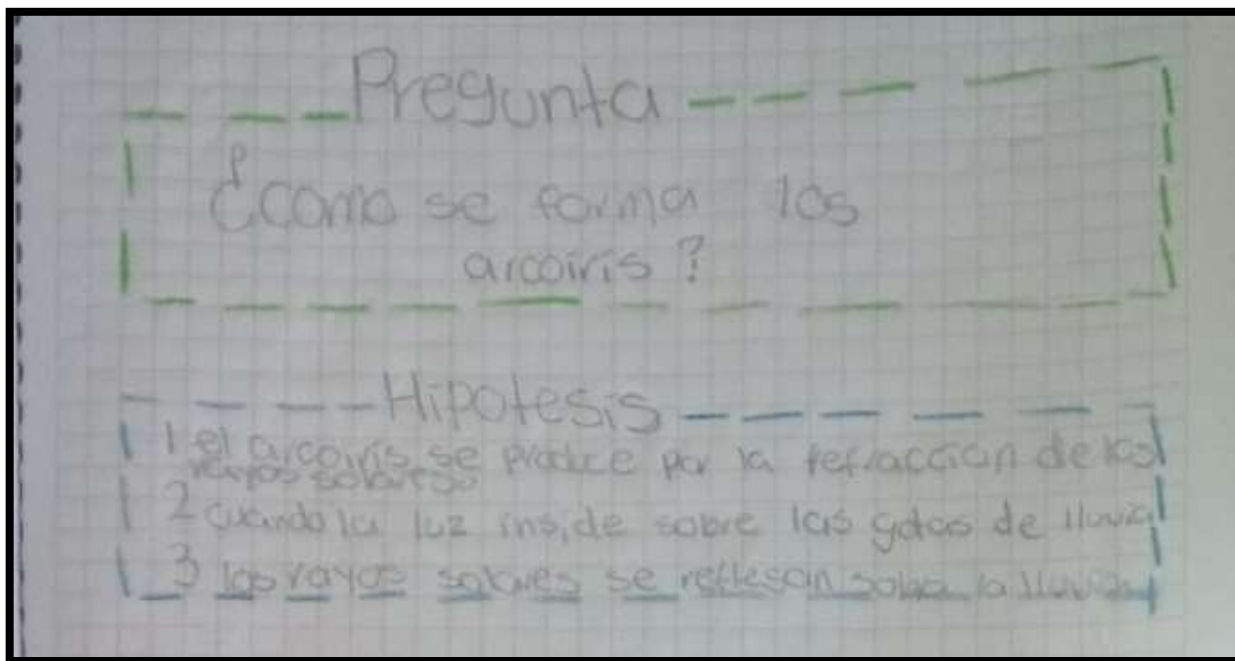 Pregunta
¿como se forma los
arcoiris?
Hipotesis
1 el arcoiris se produce por la refraccion de los
rayos solares
2 cuando la luz inside sobre las gotas de lluvia
3 los rayos solares se reflesan sobre la lluvia